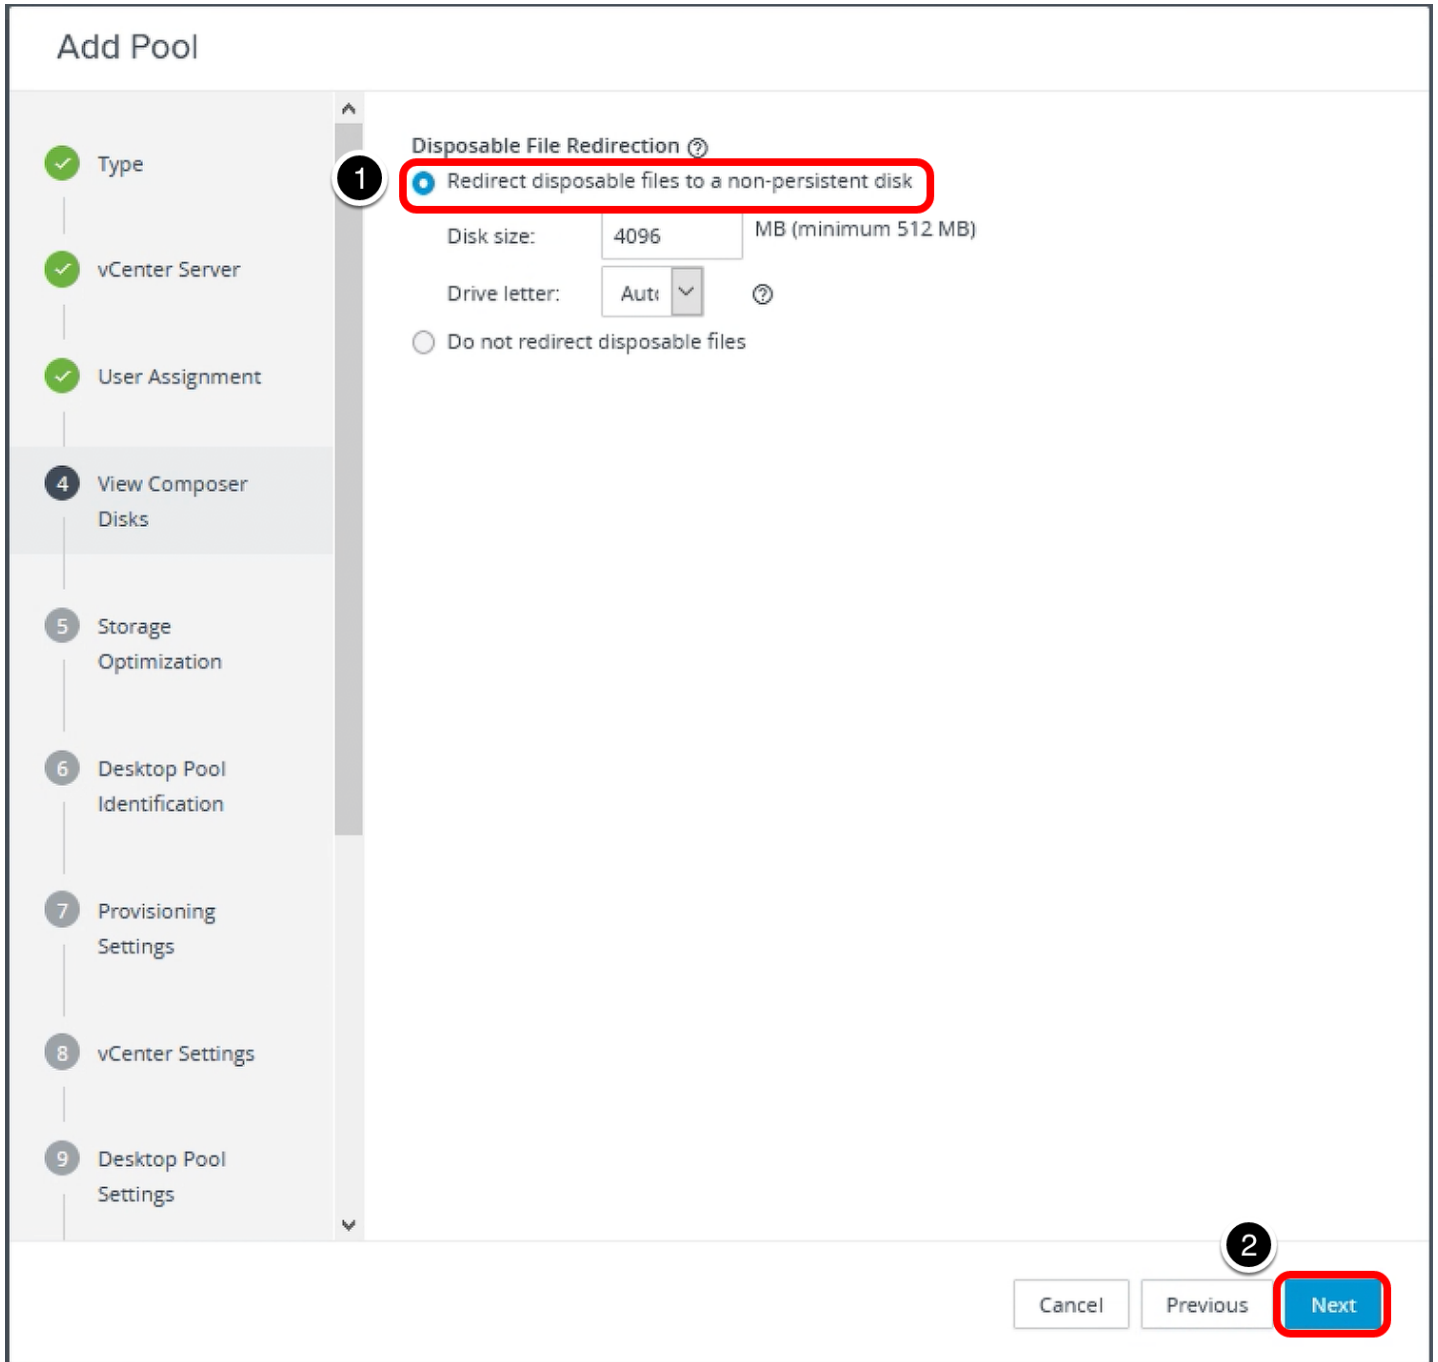 Add Pool
Type
vCenter Server
User Assignment
4
View Composer
Disks
5
Storage
Optimization
6
Desktop Pool
Identification
7
Provisioning
Settings
8
vCenter Settings
9
Desktop Pool
Settings
Disposable File Redirection ?
1
Redirect disposable files to a non-persistent disk
Disk size: 4096 MB (minimum 512 MB)
Drive letter: Aut ?
Do not redirect disposable files
2
Cancel Previous Next